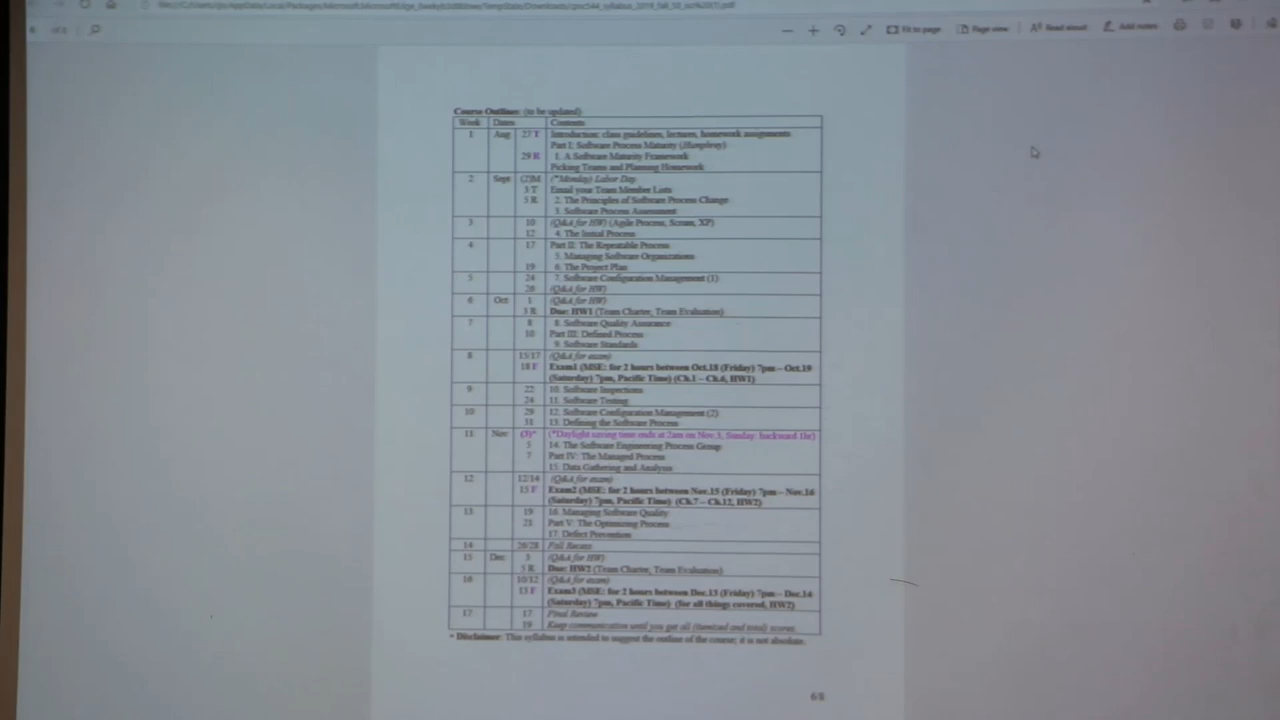 Fit to page Page view Read aloud Add notes
Course Outlines: (to be updated)
Week Dates Contents
1 Aug 27 T Introduction: class guidelines, lectures, homework assignments
Part I: Software Process Maturity (Humphrey)
29 R 1. A Software Maturity Framework
Picking Teams and Planning Homework
2 Sept (2)M (*Monday) Labor Day
3 T Email your Team Member Lists
5 R 2. The Principles of Software Process Change
3. Software Process Assessment
3 10 (Q&A for HW) (Agile Process, Scrum, XP)
12 4. The Initial Process
4 17 Part II: The Repeatable Process
5. Managing Software Organizations
19 6. The Project Plan
5 24 7. Software Configuration Management (1)
26 (Q&A for HW)
6 Oct 1 (Q&A for HW)
3 R Due: HW1 (Team Charter, Team Evaluation)
7 8 8. Software Quality Assurance
10 Part III: Defined Process
9. Software Standards
8 15/17 (Q&A for exam)
18 F Exam1 (MSE: for 2 hours between Oct.18 (Friday) 7pm – Oct.19
(Saturday) 7pm, Pacific Time) (Ch.1 – Ch.6, HW1)
9 22 10. Software Inspections
24 11. Software Testing
10 29 12. Software Configuration Management (2)
31 13. Defining the Software Process
11 Nov (3)* (*Daylight saving time ends at 2am on Nov.3, Sunday: backward 1hr)
5 14. The Software Engineering Process Group
7 Part IV: The Managed Process
15. Data Gathering and Analysis
12 12/14 (Q&A for exam)
15 F Exam2 (MSE: for 2 hours between Nov.15 (Friday) 7pm – Nov.16
(Saturday) 7pm, Pacific Time) (Ch.7 – Ch.12, HW2)
13 19 16. Managing Software Quality
21 Part V: The Optimizing Process
17. Defect Prevention
14 26/28 Fall Recess
15 Dec 3 (Q&A for HW)
5 R Due: HW2 (Team Charter, Team Evaluation)
16 10/12 (Q&A for exam)
13 F Exam3 (MSE: for 2 hours between Dec.13 (Friday) 7pm – Dec.14
(Saturday) 7pm, Pacific Time) (for all things covered, HW2)
17 17 Final Review
19 Keep communication until you get all (itemized and total) scores
* Disclaimer: This syllabus is intended to suggest the outline of the course; it is not absolute.
6/8